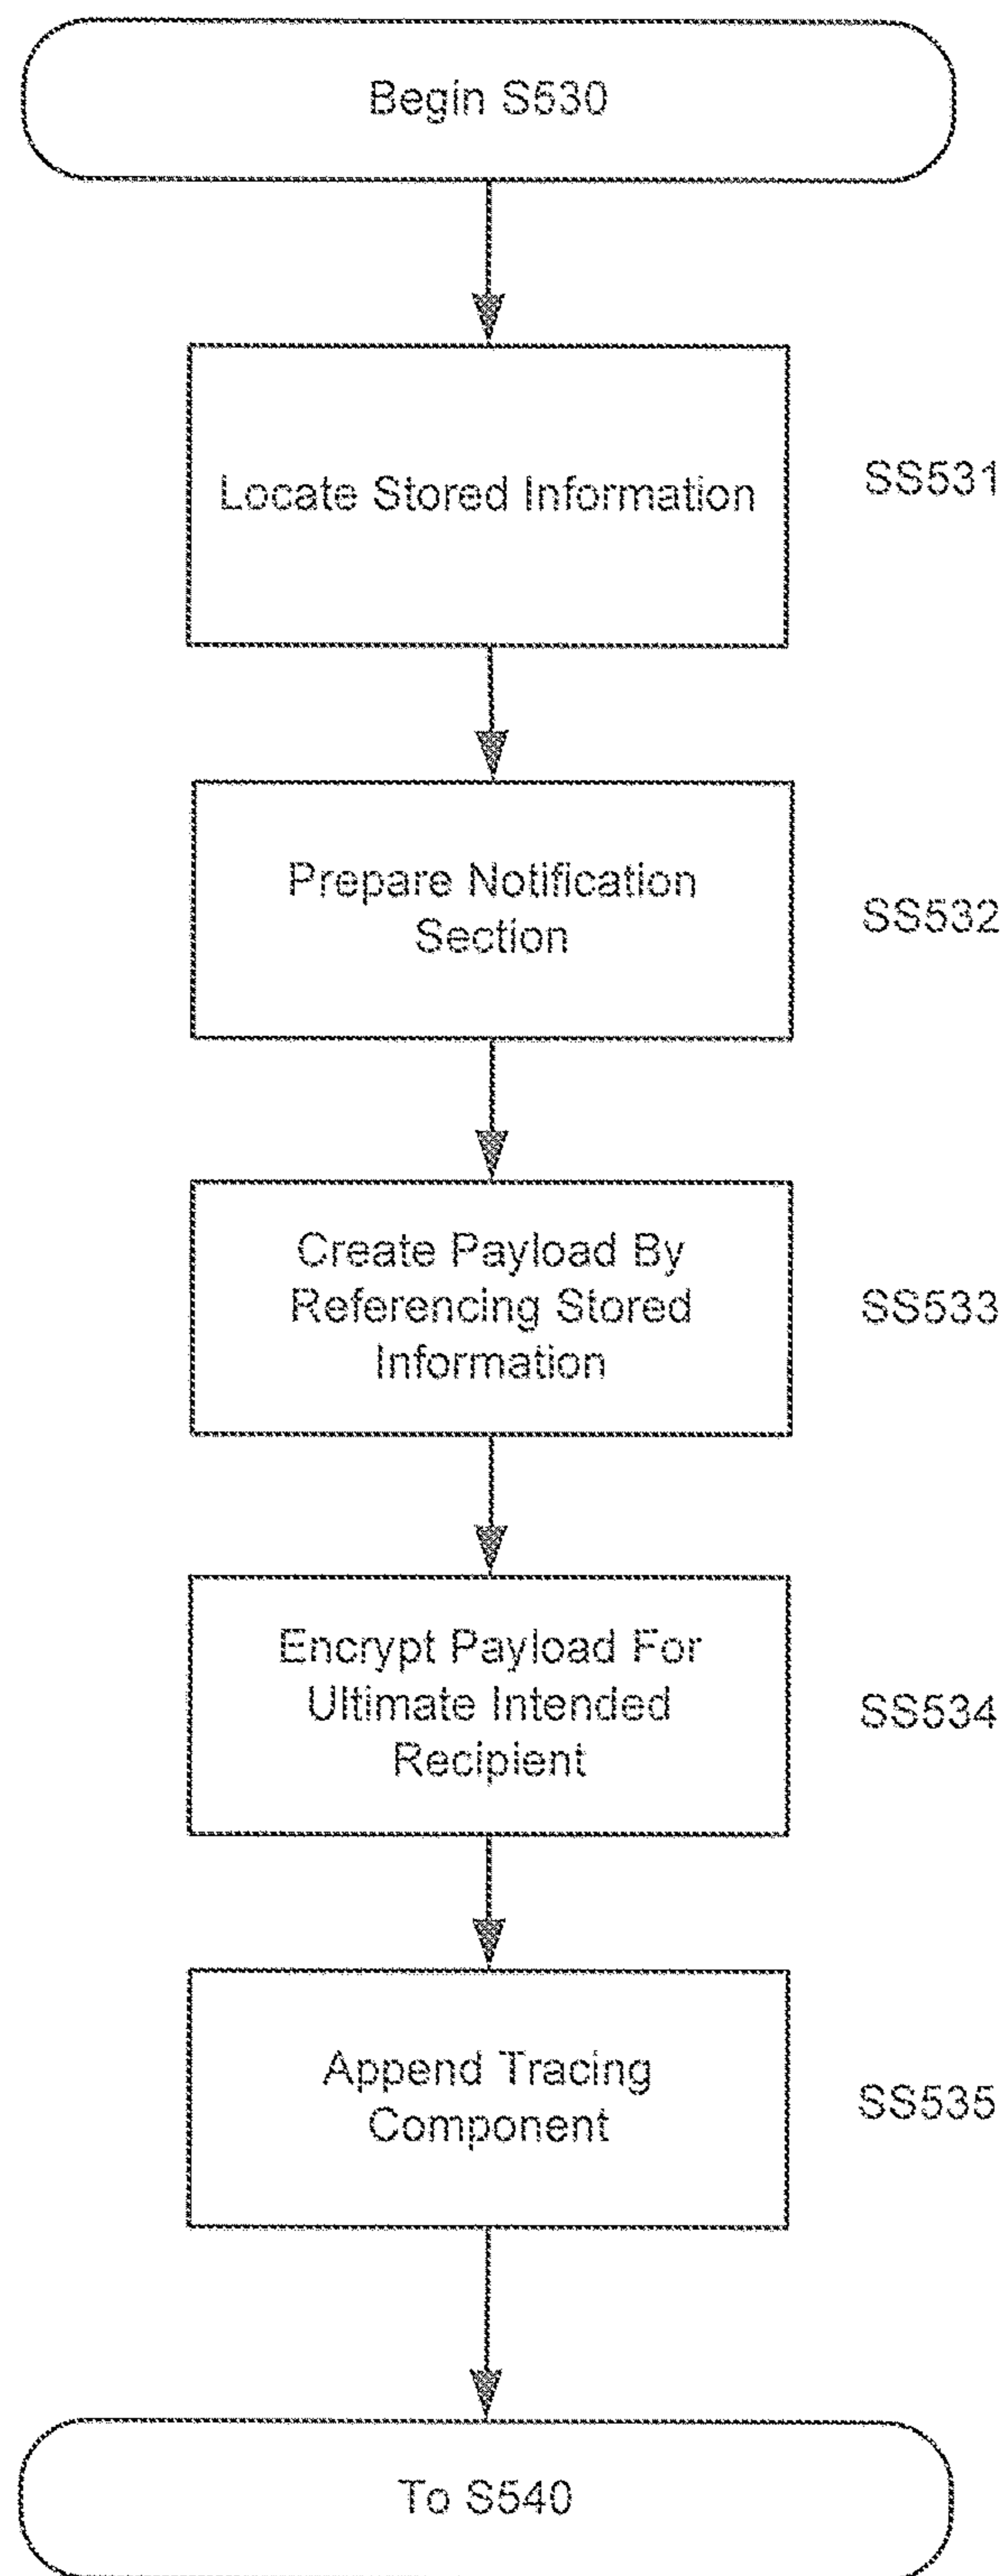 Begin S530
Locate Stored Information
SS531
Prepare Notification
Section
SS532
Create Payload By
Referencing Stored
Information
SS533
Encrypt Payload For
Ultimate Intended
Recipient
SS534
Append Tracing
Component
SS535
To S540